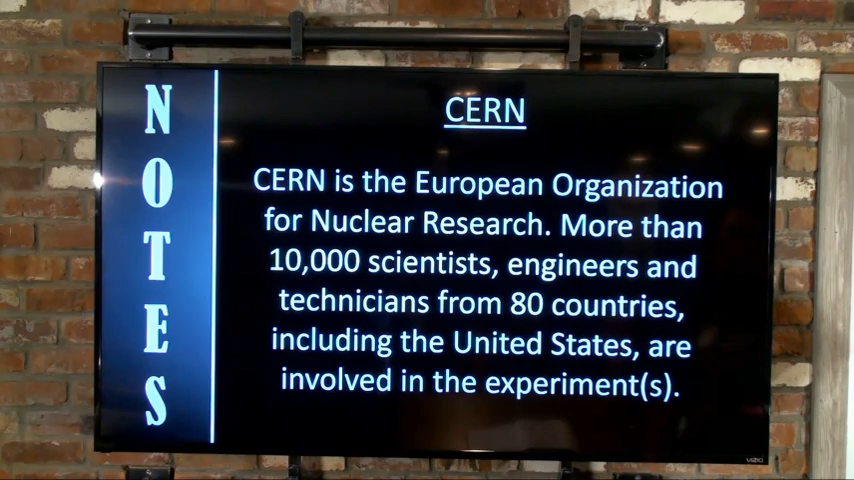 NOTES
CERN
CERN is the European Organization
for Nuclear Research. More than
10,000 scientists, engineers and
technicians from 80 countries,
including the United States, are
involved in the experiment(s).
VIZIO